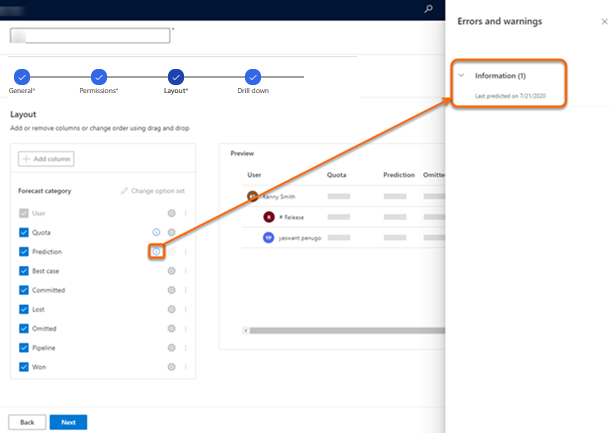 Errors and warnings
Information (1)
Last predicted on 7/21/2020
General*
Permissions*
Layout*
Drill down
Layout
Add or remove columns or change order using drag and drop
Add column
Forecast category
Change option set
User
Quota
Prediction
Best case
Committed
Lost
Omitted
Pipeline
Won
Preview
User Quota Prediction Omitted
Kenny Smith
# Release
yaswant penugo
Back
Next